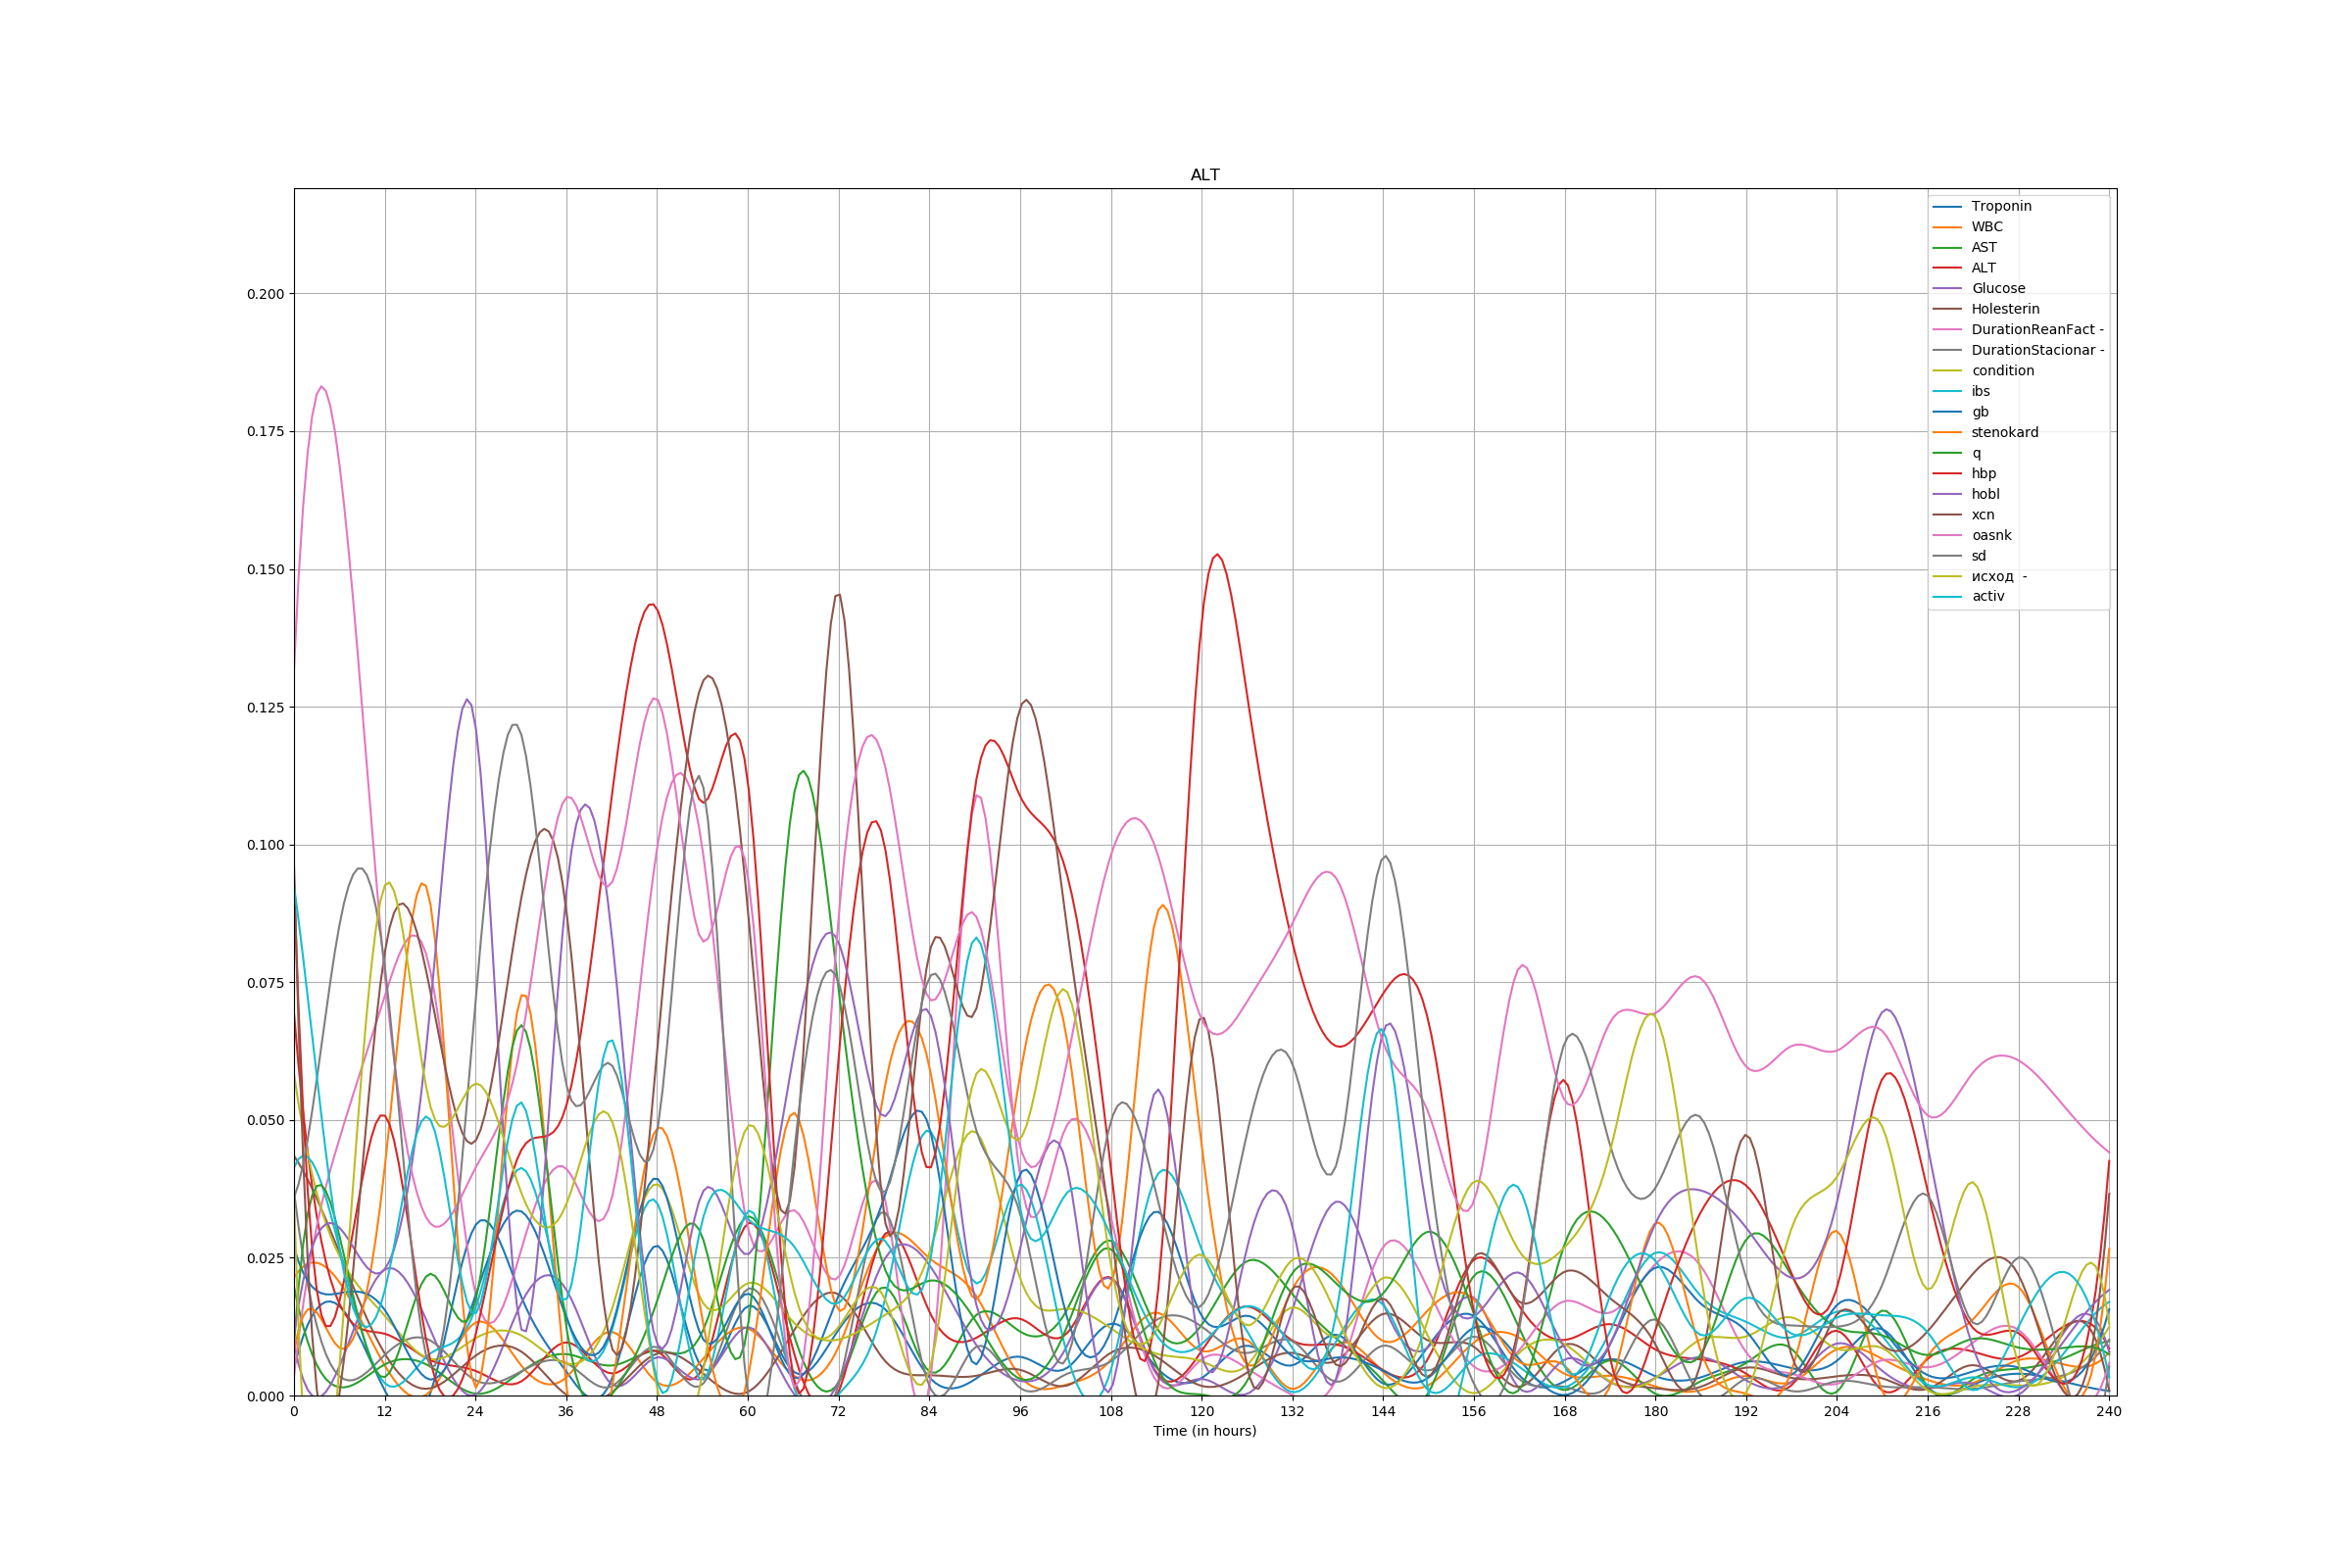 ALT
Troponin
WBC
AST
ALT
Glucose
Holesterin
DurationReanFact -
DurationStacionar -
condition
ibs
gb
stenokard
q
hbp
hobl
xcn
oasnk
sd
исход  -
activ
0.200
0.175
0.150
0.125
0.100
0.075
0.050
0.025
0.000
0 12 24 36 48 60 72 84 96 108 120 132 144 156 168 180 192 204 216 228 240
Time (in hours)